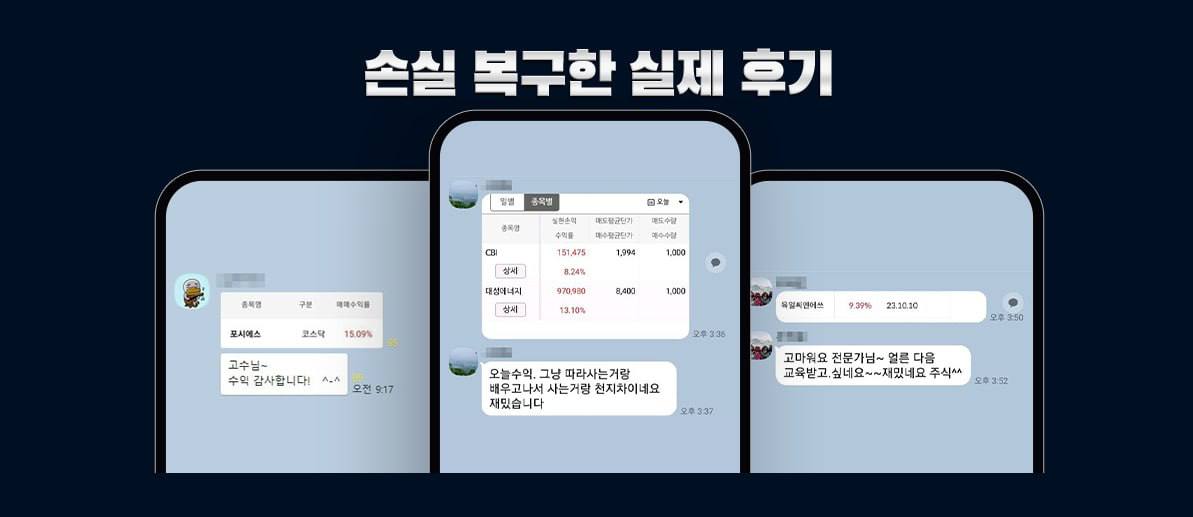 손실 복구한 실제 후기
종목명 구분 매매수익률
포시에스 코스닥 15.09%
고수님~
수익 감사합니다! ^-^
오전 9:17
일별 종목별 오늘
종목명 실현손익 매도평균단가 매도수량
수익률 매수평균단가 매수수량
CBI 151,475 1,994 1,000
상세 8.24%
대성에너지 970,980 8,400 1,000
상세 13.10%
오후 3:36
오늘수익. 그냥 따라사는거랑
배우고나서 사는거랑 천지차이네요
재밌습니다
오후 3:37
육일씨엔에쓰 9.39% 23.10.10
오후 3:50
고마워요 전문가님~ 얼른 다음
교육받고.싶네요~~재밌네요 주식^^
오후 3:52